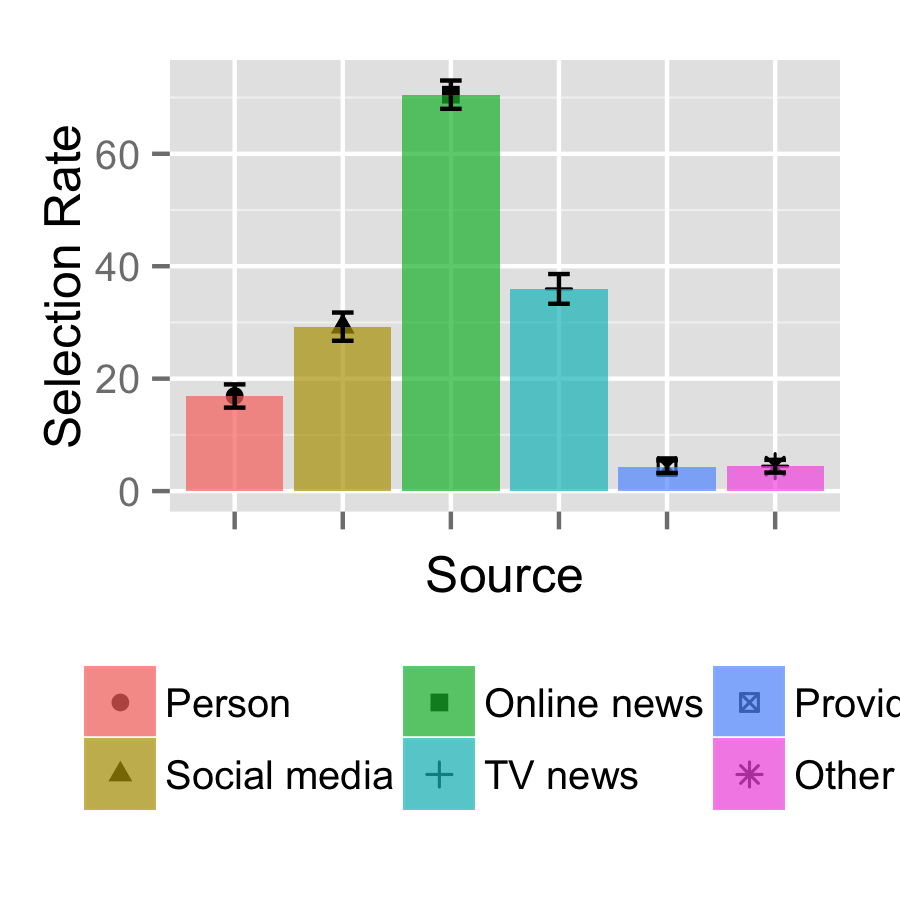 Selection Rate
60
40
20
0
Source
Person
Online news
Social media
TV news
Other